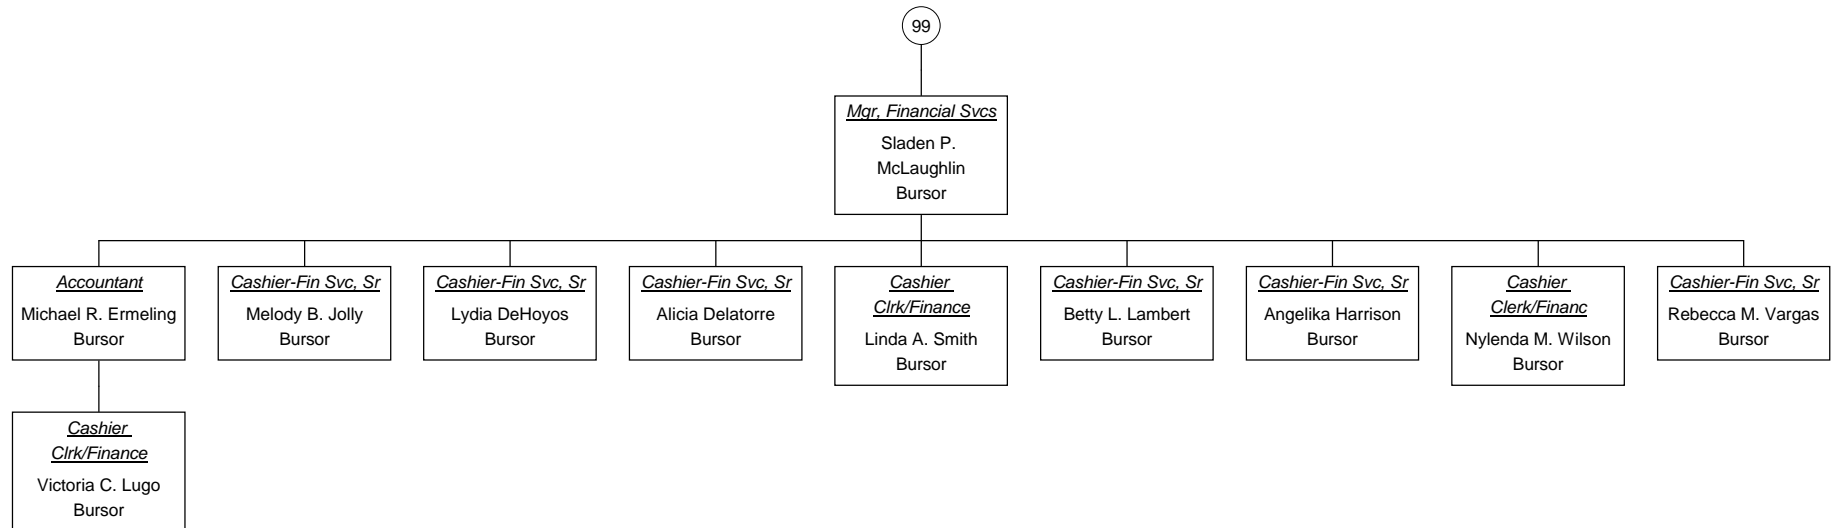 99
Mgr, Financial Svcs
Sladen P.
McLaughlin
Bursor
Accountant
Michael R. Ermeling
Bursor
Cashier-Fin Svc, Sr
Melody B. Jolly
Bursor
Cashier-Fin Svc, Sr
Lydia DeHoyos
Bursor
Cashier-Fin Svc, Sr
Alicia Delatorre
Bursor
Cashier
Clrk/Finance
Linda A. Smith
Bursor
Cashier-Fin Svc, Sr
Betty L. Lambert
Bursor
Cashier-Fin Svc, Sr
Angelika Harrison
Bursor
Cashier
Clerk/Financ
Nylenda M. Wilson
Bursor
Cashier-Fin Svc, Sr
Rebecca M. Vargas
Bursor
Cashier
Clrk/Finance
Victoria C. Lugo
Bursor